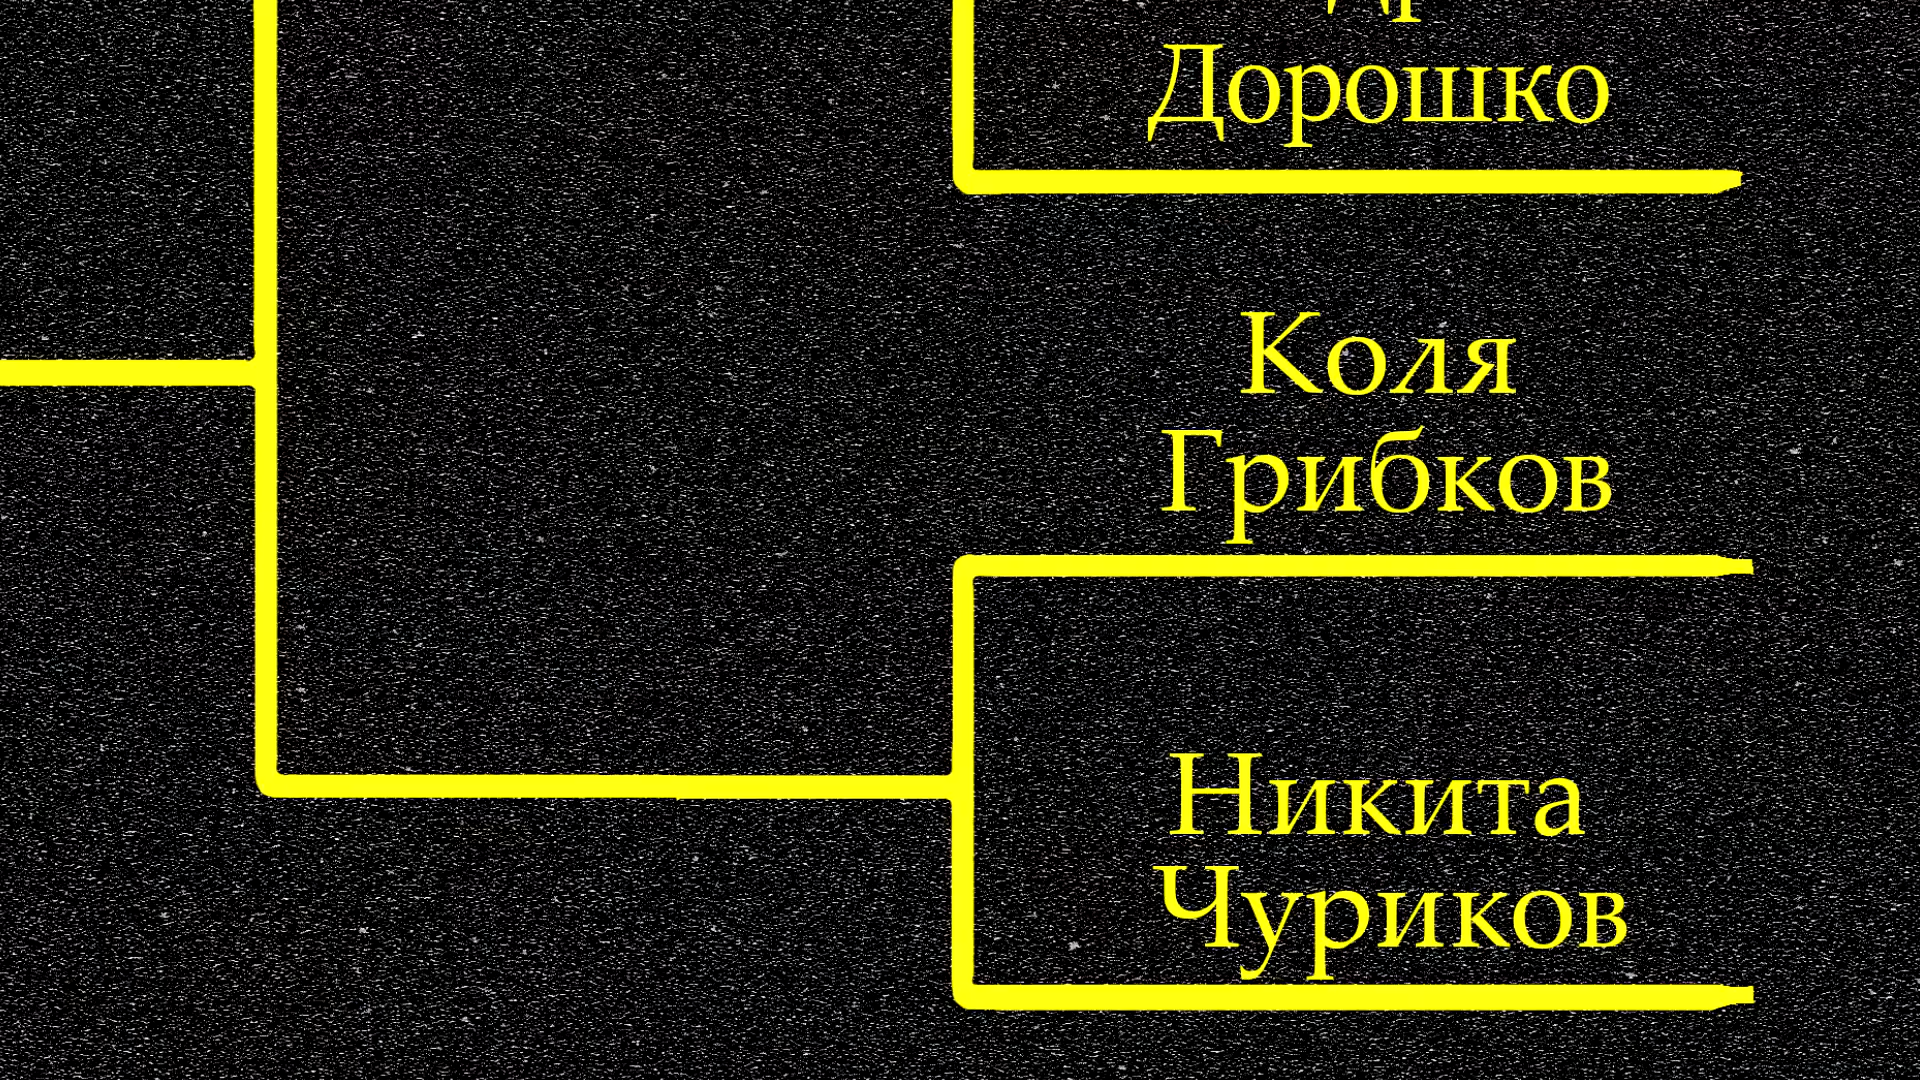 Дорошко
Коля
Грибков
Никита
Чуриков